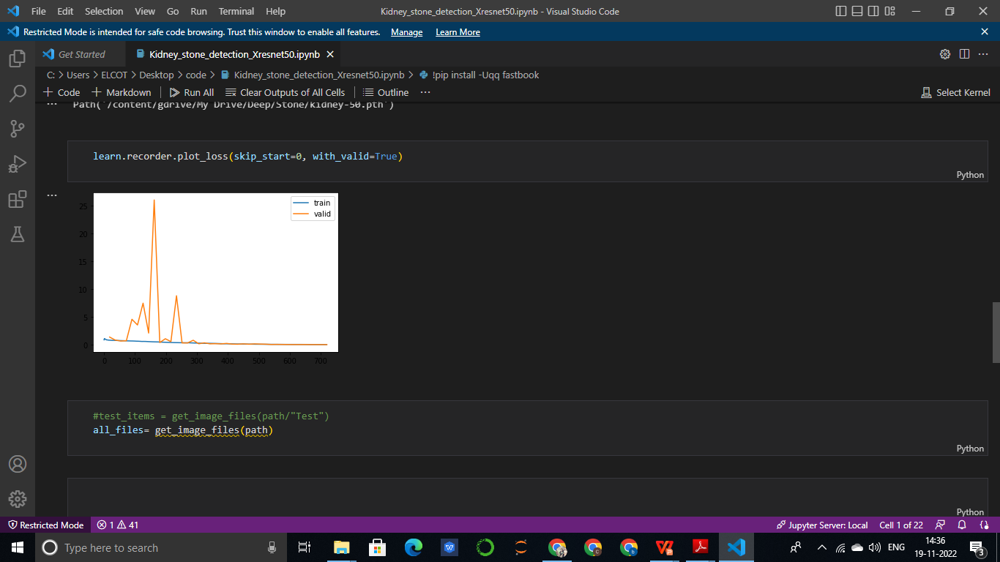 File Edit Selection View Go Run Terminal Help Kidney_stone_detection_Xresnet50.ipynb - Visual Studio Code
Restricted Mode is intended for safe code browsing. Trust this window to enable all features. Manage Learn More
Get Started Kidney_stone_detection_Xresnet50.ipynb
C: > Users > ELCOT > Desktop > code > Kidney_stone_detection_Xresnet50.ipynb > !pip install -Uqq fastbook
+ Code + Markdown Run All Clear Outputs of All Cells Outline ... Select Kernel
... Path('/content/gdrive/My Drive/Deep/Stone/kidney-50.pth')
learn.recorder.plot_loss(skip_start=0, with_valid=True)
Python
...
train
valid
25
20
15
10
5
0
0 100 200 300 400 500 600 700
#test_items = get_image_files(path/"Test")
all_files= get_image_files(path)
Python
Python
Restricted Mode 1 41 Jupyter Server: Local Cell 1 of 22
Type here to search ENG 14:36
19-11-2022 3